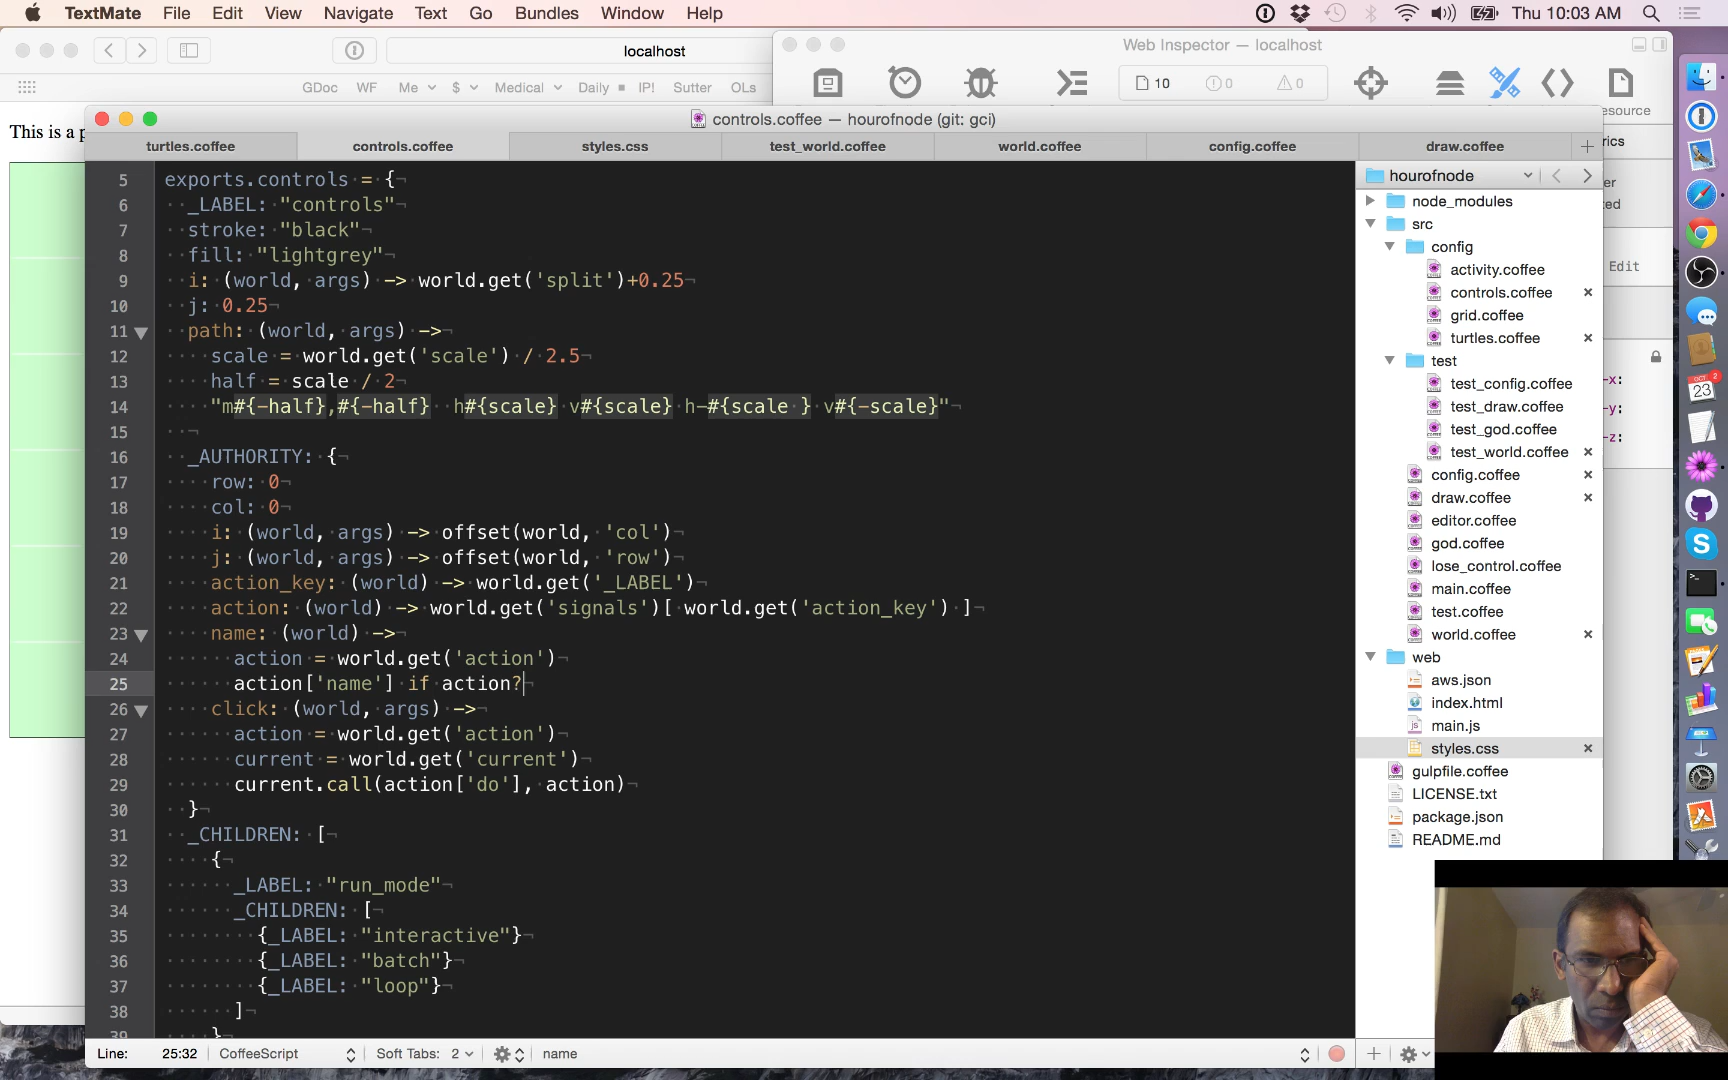 TextMate File Edit View Navigate Text Go Bundles Window Help Thu 10:03 AM
localhost
Web Inspector — localhost
GDoc WF Me $ Medical Daily IP! Sutter OLs
10 0 0
esource
This is a p
controls.coffee — hourofnode (git: gci)
turtles.coffee controls.coffee styles.css test_world.coffee world.coffee config.coffee draw.coffee
rics
5 exports.controls = {
6 _LABEL: "controls"
7 stroke: "black"
8 fill: "lightgrey"
9 i: (world, args) -> world.get('split')+0.25
10 j: 0.25
11 path: (world, args) ->
12 scale = world.get('scale') / 2.5
13 half = scale / 2
14 "m#{-half},#{-half} h#{scale} v#{scale} h-#{scale } v#{-scale}"
15
16 _AUTHORITY: {
17 row: 0
18 col: 0
19 i: (world, args) -> offset(world, 'col')
20 j: (world, args) -> offset(world, 'row')
21 action_key: (world) -> world.get('_LABEL')
22 action: (world) -> world.get('signals')[ world.get('action_key') ]
23 name: (world) ->
24 action = world.get('action')
25 action['name'] if action?
26 click: (world, args) ->
27 action = world.get('action')
28 current = world.get('current')
29 current.call(action['do'], action)
30 }
31 _CHILDREN: [
32 {
33 _LABEL: "run_mode"
34 _CHILDREN: [
35 {_LABEL: "interactive"}
36 {_LABEL: "batch"}
37 {_LABEL: "loop"}
38 ]
39 }
hourofnode
node_modules
src
config
activity.coffee
controls.coffee
grid.coffee
turtles.coffee
test
test_config.coffee
test_draw.coffee
test_god.coffee
test_world.coffee
config.coffee
draw.coffee
editor.coffee
god.coffee
lose_control.coffee
main.coffee
test.coffee
world.coffee
web
aws.json
index.html
main.js
styles.css
gulpfile.coffee
LICENSE.txt
package.json
README.md
er
ted
Edit
-x:
-y:
-z:
OCT 2
23
Line: 25:32 CoffeeScript Soft Tabs: 2 name